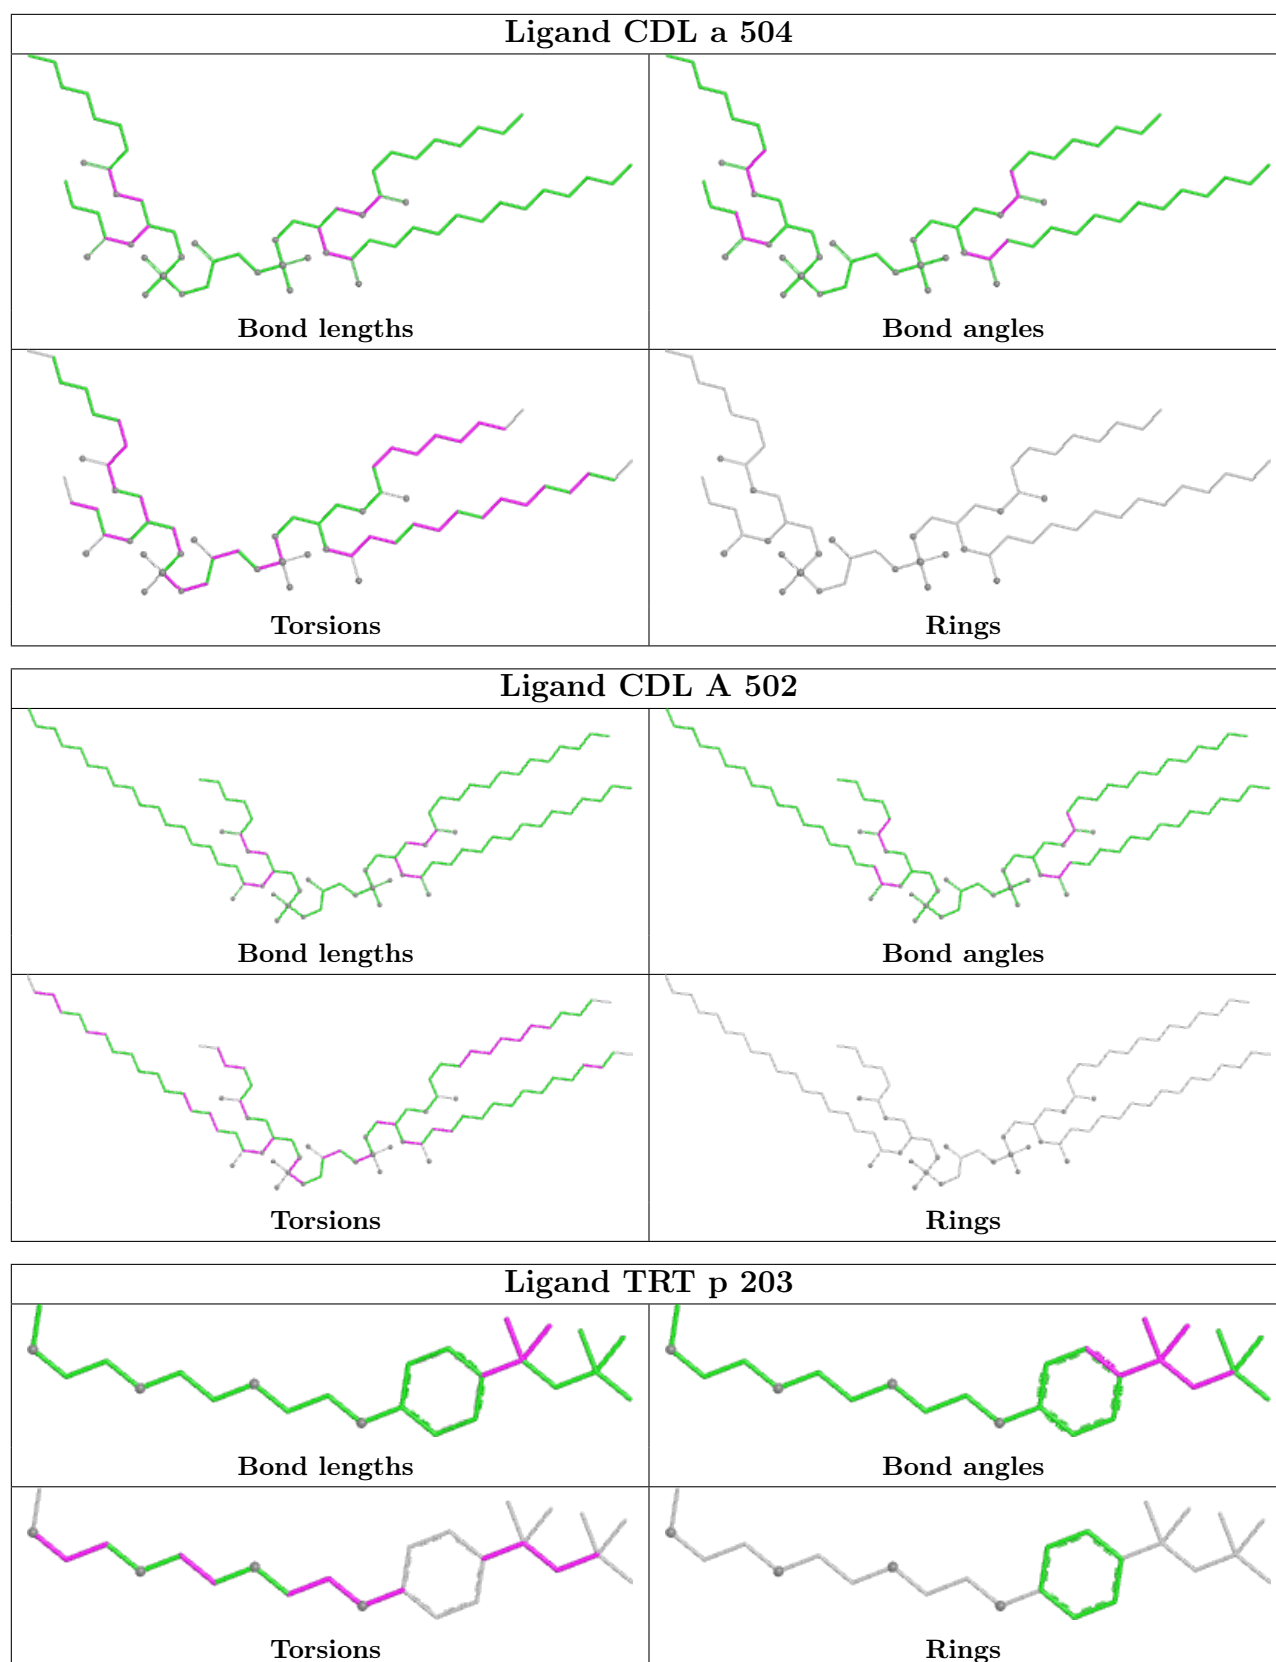 Ligand CDL a 504
Bond lengths
Bond angles
Torsions
Rings
Ligand CDL A 502
Bond lengths
Bond angles
Torsions
Rings
Ligand TRT p 203
Bond lengths
Bond angles
Torsions
Rings